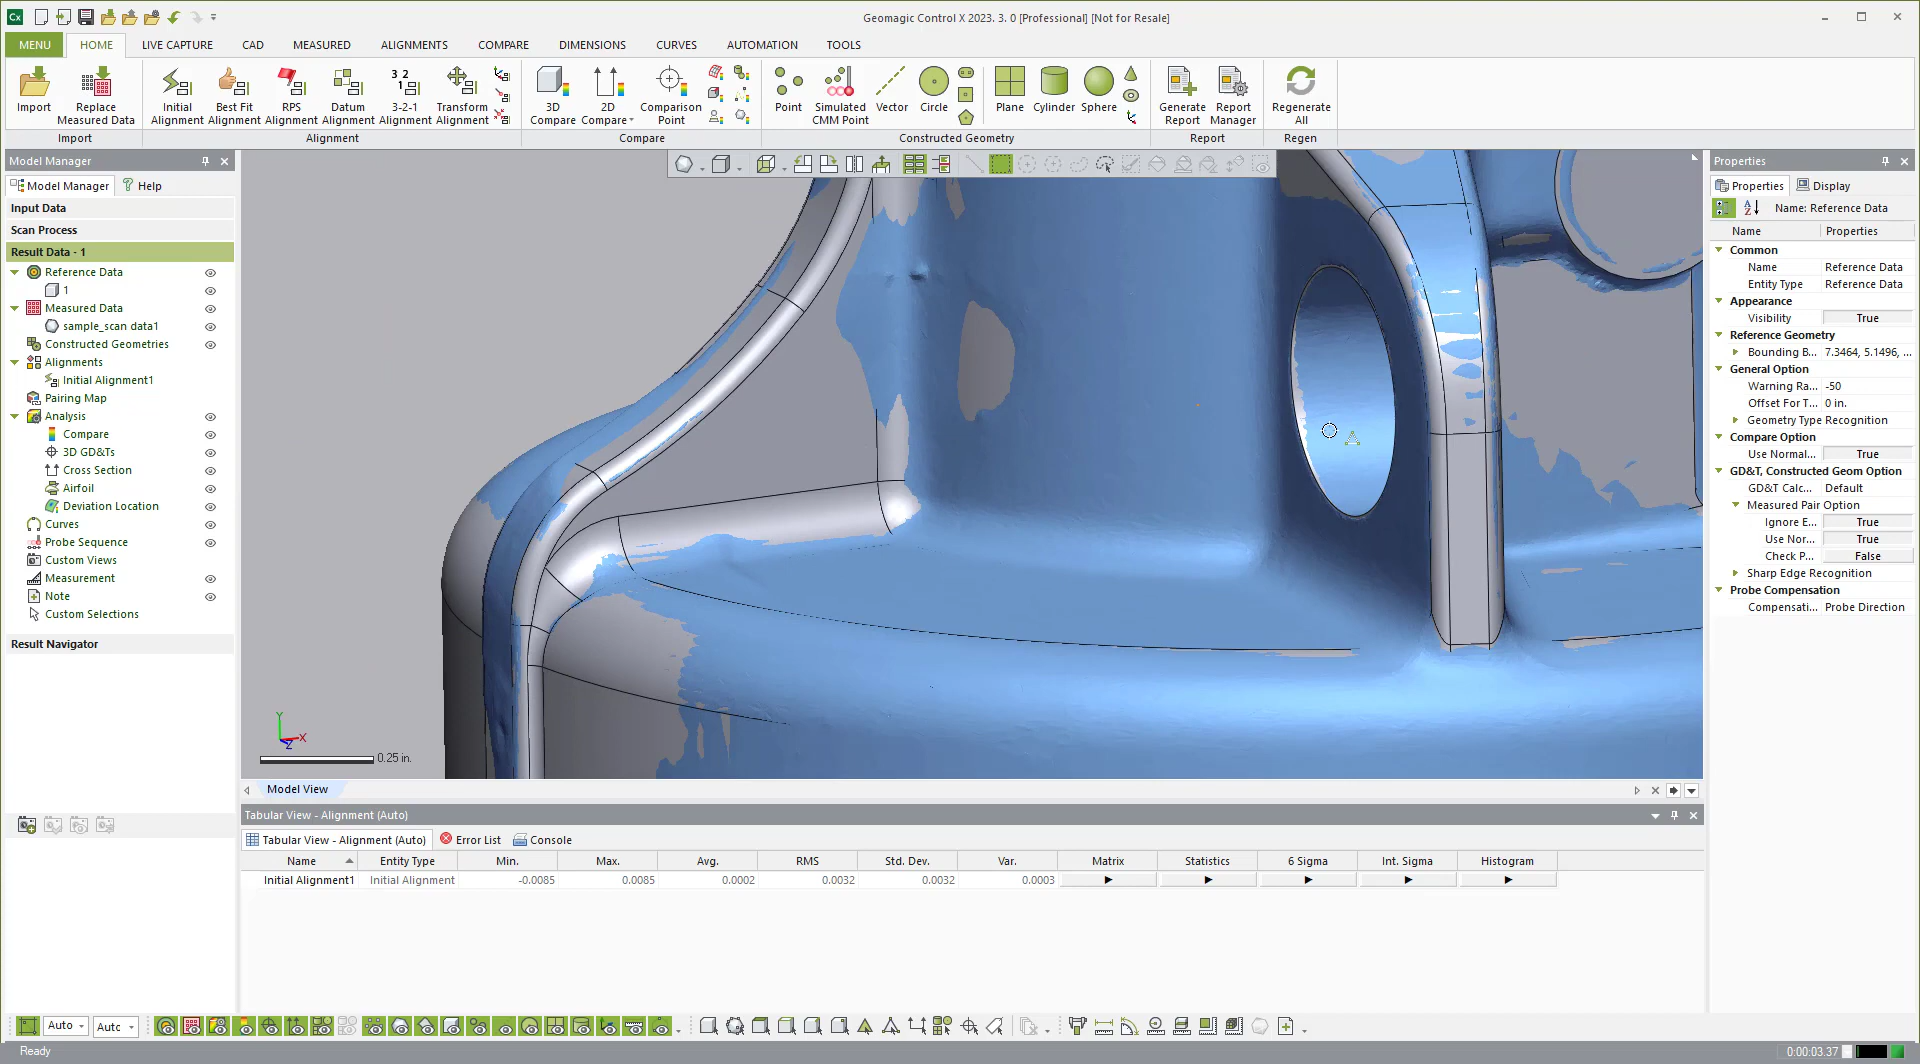 Cx
Geomagic Control X 2023. 3. 0 [Professional] [Not for Resale]
MENU HOME LIVE CAPTURE CAD MEASURED ALIGNMENTS COMPARE DIMENSIONS CURVES AUTOMATION TOOLS
Import
Replace Measured Data
Initial Alignment
Best Fit Alignment
RPS Alignment
Datum Alignment
3-2-1 Alignment
Transform Alignment
3D Compare
2D Compare
Comparison Point
Point
Simulated CMM Point
Vector
Circle
Plane
Cylinder
Sphere
Generate Report
Report Manager
Regenerate All
Import Alignment Compare Constructed Geometry Report Regen
Model Manager
Model Manager Help
Input Data
Scan Process
Result Data - 1
Reference Data
1
Measured Data
sample_scan data1
Constructed Geometries
Alignments
Initial Alignment1
Pairing Map
Analysis
Compare
3D GD&Ts
Cross Section
Airfoil
Deviation Location
Curves
Probe Sequence
Custom Views
Measurement
Note
Custom Selections
Result Navigator
Y
X
Z
0.25 in.
Model View
Properties
Properties Display
Name: Reference Data
Name Properties
Common
Name Reference Data
Entity Type Reference Data
Appearance
Visibility True
Reference Geometry
Bounding B... 7.3464, 5.1496, ...
General Option
Warning Ra... -50
Offset For T... 0 in.
Geometry Type Recognition
Compare Option
Use Normal... True
GD&T, Constructed Geom Option
GD&T Calc... Default
Measured Pair Option
Ignore E... True
Use Nor... True
Check P... False
Sharp Edge Recognition
Probe Compensation
Compensati... Probe Direction
Tabular View - Alignment (Auto)
Tabular View - Alignment (Auto) Error List Console
Name Entity Type Min. Max. Avg. RMS Std. Dev. Var. Matrix Statistics 6 Sigma Int. Sigma Histogram
Initial Alignment1 Initial Alignment -0.0085 0.0085 0.0002 0.0032 0.0032 0.0003
Auto Auto
Ready
0:00:03.37